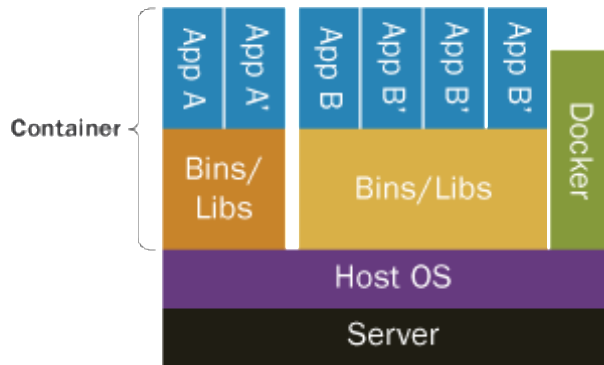 App A
App A'
App B
App B'
App B'
App B'
Container
Docker
Bins/
Libs
Bins/Libs
Host OS
Server